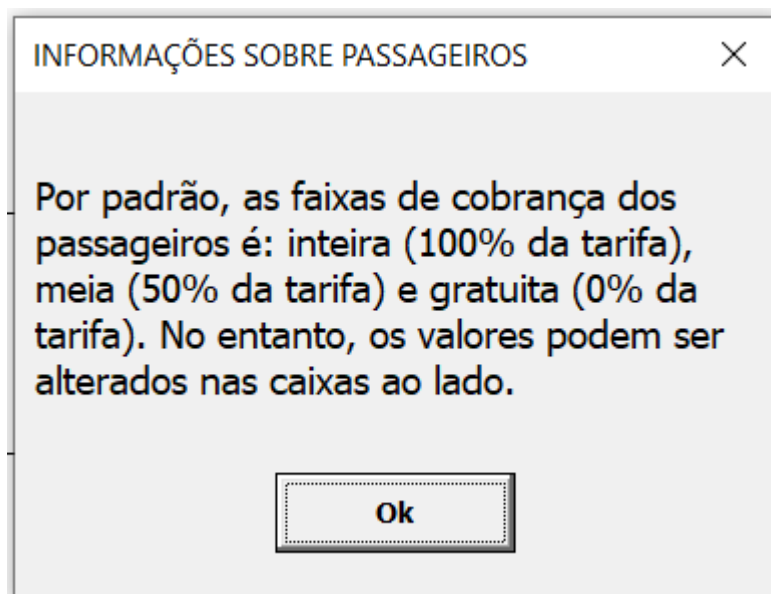 INFORMAÇÕES SOBRE PASSAGEIROS
Por padrão, as faixas de cobrança dos
passageiros é: inteira (100% da tarifa),
meia (50% da tarifa) e gratuita (0% da
tarifa). No entanto, os valores podem ser
alterados nas caixas ao lado.
Ok